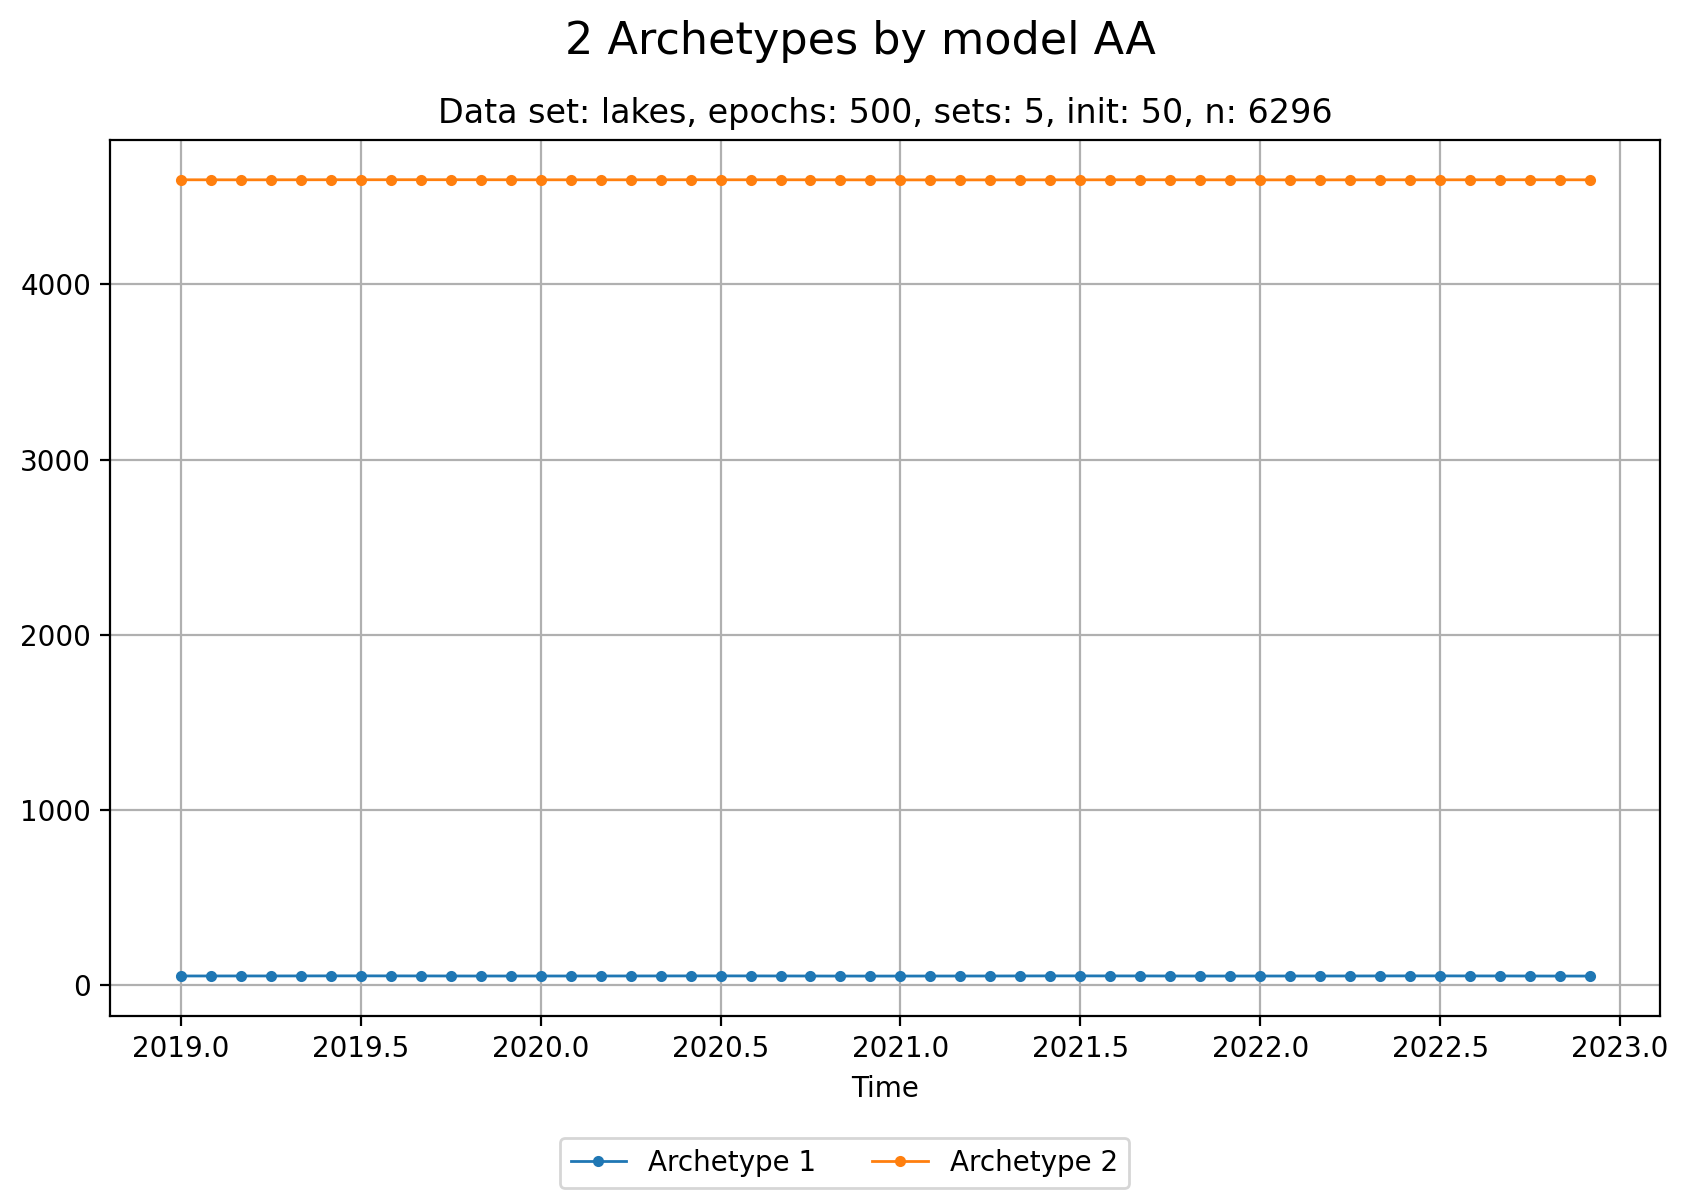 2 Archetypes by model AA
Data set: lakes, epochs: 500, sets: 5, init: 50, n: 6296
4000
3000
2000
1000
0
2019.0 2019.5 2020.0 2020.5 2021.0 2021.5 2022.0 2022.5 2023.0
Time
Archetype 1 Archetype 2